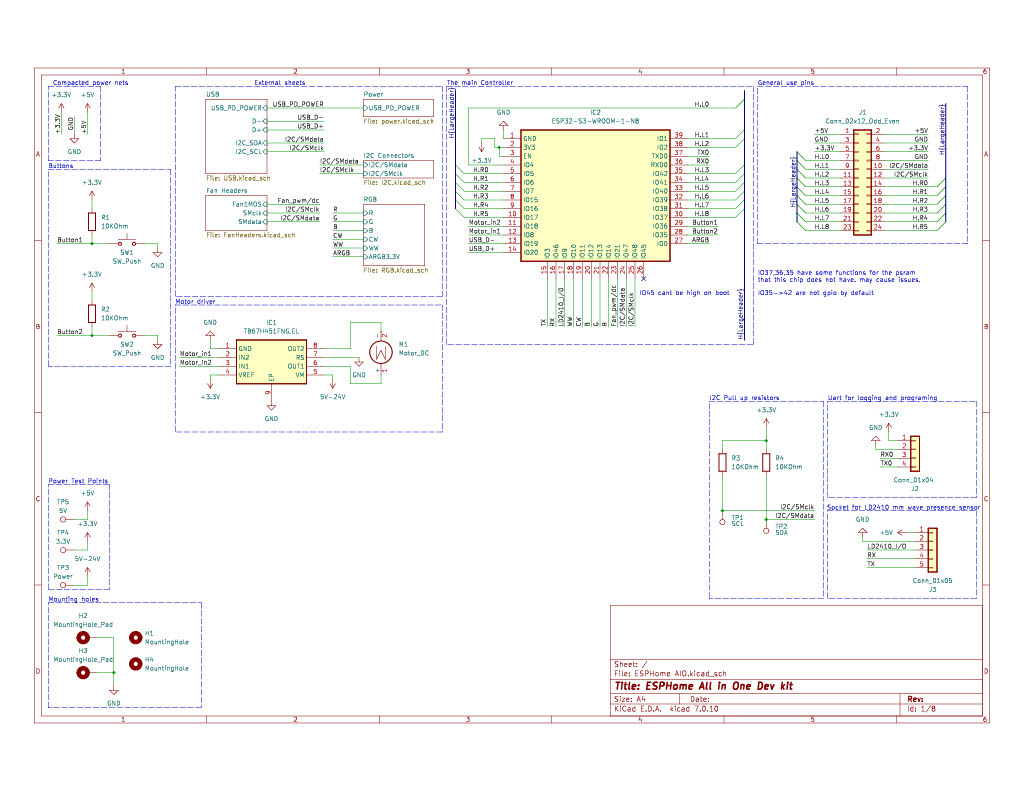 1 2 3 4 5 6
Compacted power nets
+3.3V
+5V
+3.3V
GND
+5V
Buttons
+3.3V
R1
10KOhm
Button1
SW1
SW_Push
GND
+3.3V
R2
10KOhm
Button2
SW2
SW_Push
GND
External sheets
USB
USB_PD_POWER
USB_PD_POWER
D-
USB_D-
D+
USB_D+
I2C_SDA
I2C/SMdata
I2C_SCL
I2C/SMclk
File: USB.kicad_sch
Fan Headers
Fan1MOS
Fan_pwm/dc
SMclk
I2C/SMclk
SMdata
I2C/SMdata
File: FanHeaders.kicad_sch
Power
USB_PD_POWER
File: power.kicad_sch
I2C Connectors
I2C/SMdata
I2C/SMdata
I2C/SMclk
I2C/SMclk
File: I2C.kicad_sch
RGB
R R
G G
B B
CW CW
WW WW
ARGB ARGB3.3V
File: RGB.kicad_sch
Motor driver
IC1
TB67H451FNG,EL
GND
Motor_in1
Motor_in2
1 GND
2 IN2
3 IN1
4 VREF
OUT2 8
RS 7
OUT1 6
VM 5
EP
9
+3.3V
GND
GND
5V-24V
M1
Motor_DC
The main Controller
H{LargeHeader}
GND
+3.3V
IC2
ESP32-S3-WROOM-1-N8
1 GND
2 3V3
3 EN
4 IO4
H.R0 5 IO5
H.R1 6 IO6
H.R2 7 IO7
H.R3 8 IO15
H.R4 9 IO16
H.R5 10 IO17
Motor_in2 11 IO18
Motor_in1 12 IO8
USB_D- 13 IO19
USB_D+ 14 IO20
H.L0
IO1 39 H.L1
IO2 38 H.L2
TXD0 37 TX0
RXD0 36 RX0
IO42 35 H.L3
IO41 34 H.L4
IO40 33 H.L5
IO39 32 H.L6
IO38 31 H.L7
IO37 30 H.L8
IO36 29 Button1
IO35 28 Button2
IO0 27 ARGB
IO3 IO46 IO9 IO10 IO11 IO12 IO13 IO14 IO21 IO47 IO48 IO45
15 16 17 18 19 20 21 22 23 24 25 26
TX RX LD2410_I/O WW CW B G R Fan_pwm/dc I2C/SMdata I2C/SMclk
IO45 cant be high on boot
H{LargeHeader}
General use pins
J1
Conn_02x12_Odd_Even
H{LargeHeader}
H{LargeHeader}
+5V 1 2 +5V
GND 3 4 GND
+3.3V 5 6 +3.3V
H.L0 7 8 GND
H.L1 9 10 I2C/SMdata
H.L2 11 12 I2C/SMclk
H.L3 13 14 H.R0
H.L4 15 16 H.R1
H.L5 17 18 H.R2
H.L6 19 20 H.R3
H.L7 21 22 H.R4
H.L8 23 24 H.R5
IO37,36,35 have some functions for the psram
that this chip does not have. may cause issues.
IO35->42 are not gpio by default
I2C Pull up resistors
+3.3V
R3
10KOhm
R4
10KOhm
I2C/SMclk
TP1
SCL
I2C/SMdata
TP2
SDA
Uart for logging and programing
+3.3V
GND
RX0
TX0
1
2
3
4
Conn_01x04
J2
Socket for LD2410 mm wave presence sensor
GND
+5V
LD2410_I/O
RX
TX
1
2
3
4
5
Conn_01x05
J3
Power Test Points
+5V
TP5
5V
+3.3V
TP4
3.3V
5V-24V
TP3
Power
Mounting holes
H2
MountingHole_Pad
H3
MountingHole_Pad
H1
MountingHole
H4
MountingHole
GND
Sheet: /
File: ESPHome AIO.kicad_sch
Title: ESPHome All in One Dev kit
Size: A4
Date:
Rev:
KiCad E.D.A. kicad 7.0.10
Id: 1/8
A B C D
A B C D
1 2 3 4 5 6